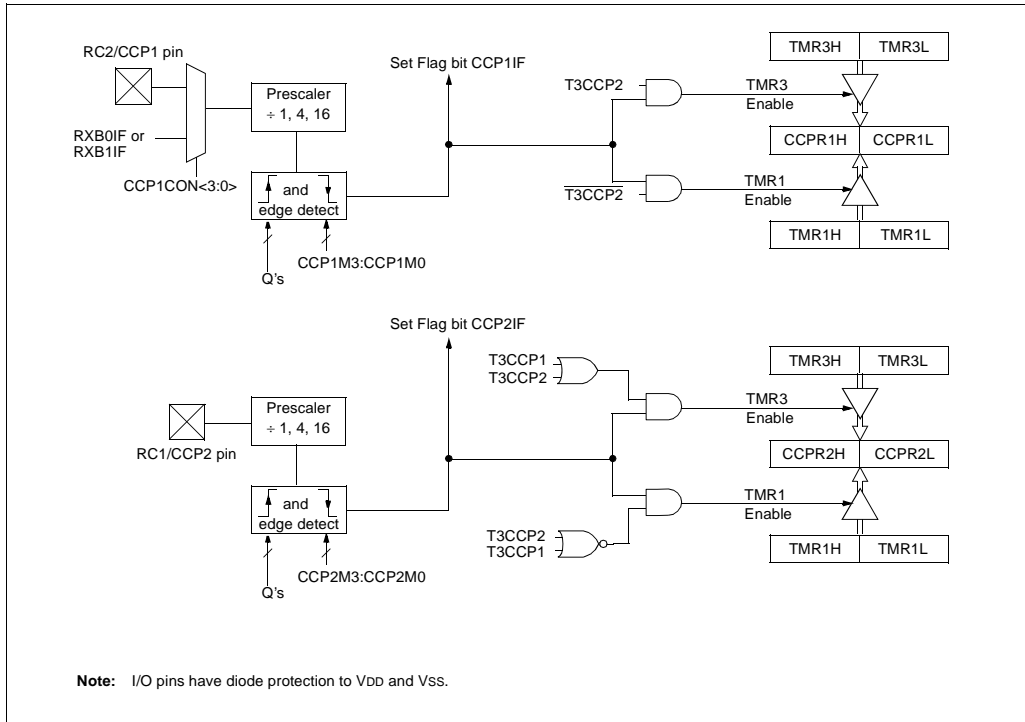 RC2/CCP1 pin
Set Flag bit CCP1IF
TMR3H TMR3L
Prescaler
÷ 1, 4, 16
T3CCP2
TMR3
Enable
RXB0IF or
RXB1IF
CCPR1H CCPR1L
CCP1CON<3:0>
and
edge detect
T3CCP2
TMR1
Enable
TMR1H TMR1L
CCP1M3:CCP1M0
Q's
Set Flag bit CCP2IF
TMR3H TMR3L
T3CCP1
T3CCP2
Prescaler
÷ 1, 4, 16
TMR3
Enable
RC1/CCP2 pin
CCPR2H CCPR2L
and
edge detect
TMR1
Enable
T3CCP2
T3CCP1
TMR1H TMR1L
CCP2M3:CCP2M0
Q's
Note: I/O pins have diode protection to VDD and VSS.